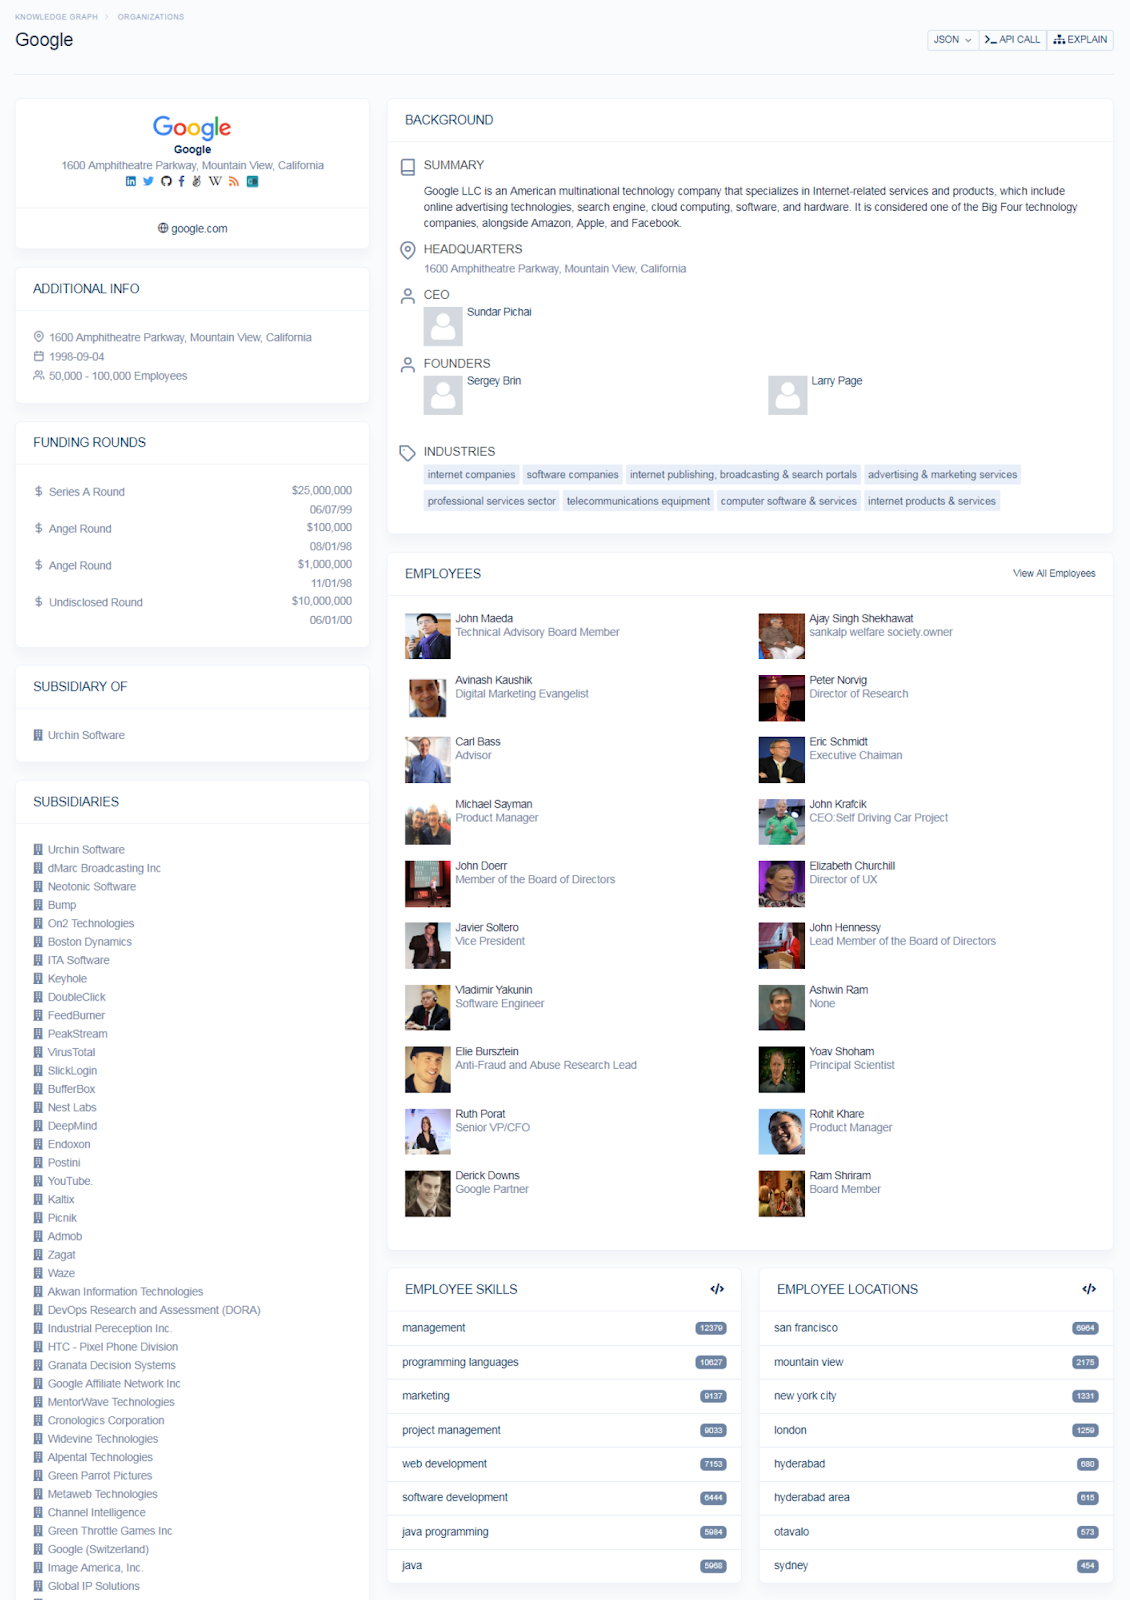 KNOWLEDGE GRAPH > ORGANIZATIONS
Google
JSON API CALL EXPLAIN
Google
Google
1600 Amphitheatre Parkway, Mountain View, California
google.com
ADDITIONAL INFO
1600 Amphitheatre Parkway, Mountain View, California
1998-09-04
50,000 - 100,000 Employees
FUNDING ROUNDS
Series A Round $25,000,000
06/07/99
Angel Round $100,000
08/01/98
Angel Round $1,000,000
11/01/98
Undisclosed Round $10,000,000
06/01/00
SUBSIDIARY OF
Urchin Software
SUBSIDIARIES
Urchin Software
dMarc Broadcasting Inc
Neotonic Software
Bump
On2 Technologies
Boston Dynamics
ITA Software
Keyhole
DoubleClick
FeedBurner
PeakStream
VirusTotal
SlickLogin
BufferBox
Nest Labs
DeepMind
Endoxon
Postini
YouTube.
Kaltix
Picnik
Admob
Zagat
Waze
Akwan Information Technologies
DevOps Research and Assessment (DORA)
Industrial Pereception Inc.
HTC - Pixel Phone Division
Granata Decision Systems
Google Affiliate Network Inc
MentorWave Technologies
Cronologics Corporation
Widevine Technologies
Alpental Technologies
Green Parrot Pictures
Metaweb Technologies
Channel Intelligence
Green Throttle Games Inc
Google (Switzerland)
Image America, Inc.
Global IP Solutions
BACKGROUND
SUMMARY
Google LLC is an American multinational technology company that specializes in Internet-related services and products, which include
online advertising technologies, search engine, cloud computing, software, and hardware. It is considered one of the Big Four technology
companies, alongside Amazon, Apple, and Facebook.
HEADQUARTERS
1600 Amphitheatre Parkway, Mountain View, California
CEO
Sundar Pichai
FOUNDERS
Sergey Brin Larry Page
INDUSTRIES
internet companies software companies internet publishing, broadcasting & search portals advertising & marketing services
professional services sector telecommunications equipment computer software & services internet products & services
EMPLOYEES View All Employees
John Maeda Ajay Singh Shekhawat
Technical Advisory Board Member sankalp welfare society.owner
Avinash Kaushik Peter Norvig
Digital Marketing Evangelist Director of Research
Carl Bass Eric Schmidt
Advisor Executive Chaiman
Michael Sayman John Krafcik
Product Manager CEO:Self Driving Car Project
John Doerr Elizabeth Churchill
Member of the Board of Directors Director of UX
Javier Soltero John Hennessy
Vice President Lead Member of the Board of Directors
Vladimir Yakunin Ashwin Ram
Software Engineer None
Elie Bursztein Yoav Shoham
Anti-Fraud and Abuse Research Lead Principal Scientist
Ruth Porat Rohit Khare
Senior VP/CFO Product Manager
Derick Downs Ram Shriram
Google Partner Board Member
EMPLOYEE SKILLS </>
management 12379
programming languages 10627
marketing 9137
project management 9033
web development 7153
software development 6444
java programming 5984
java 5968
EMPLOYEE LOCATIONS </>
san francisco 6964
mountain view 2175
new york city 1331
london 1259
hyderabad 680
hyderabad area 615
otavalo 573
sydney 454